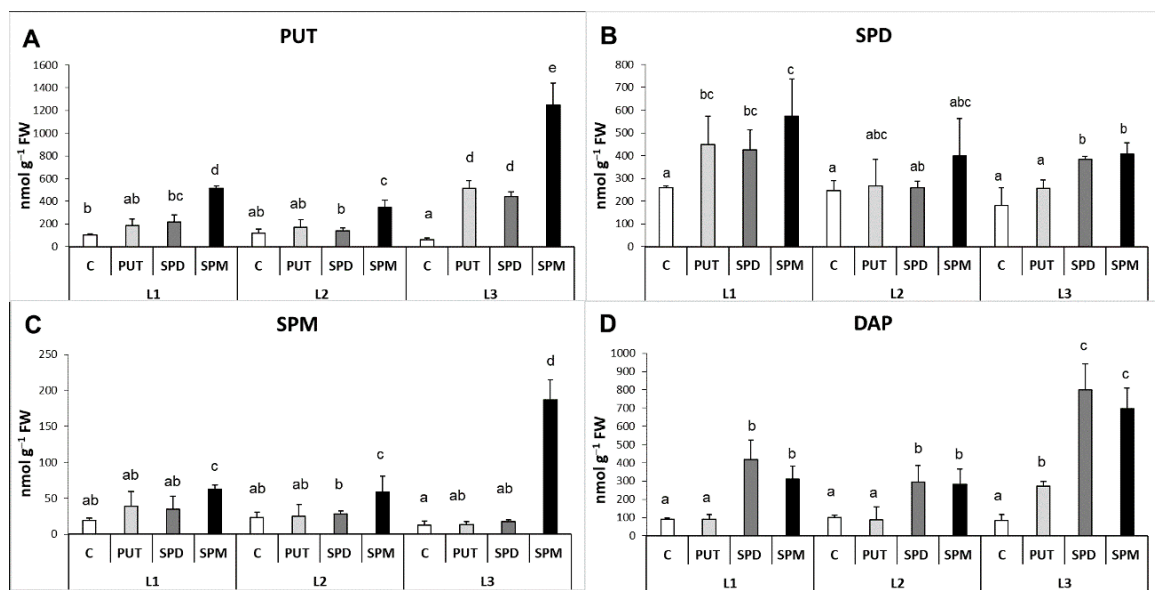 A
PUT
nmol g⁻¹ FW
1600
1400
1200
1000
800
600
400
200
0
b
ab
bc
d
ab
ab
b
c
a
d
d
e
C PUT SPD SPM C PUT SPD SPM C PUT SPD SPM
L1 L2 L3
B
SPD
nmol g⁻¹ FW
800
700
600
500
400
300
200
100
0
a
bc
bc
c
a
abc
ab
abc
a
a
b
b
C PUT SPD SPM C PUT SPD SPM C PUT SPD SPM
L1 L2 L3
C
SPM
nmol g⁻¹ FW
250
200
150
100
50
0
ab
ab
ab
c
ab
ab
b
c
a
ab
ab
d
C PUT SPD SPM C PUT SPD SPM C PUT SPD SPM
L1 L2 L3
D
DAP
nmol g⁻¹ FW
1000
900
800
700
600
500
400
300
200
100
0
a
a
b
b
a
a
b
b
a
b
c
c
C PUT SPD SPM C PUT SPD SPM C PUT SPD SPM
L1 L2 L3